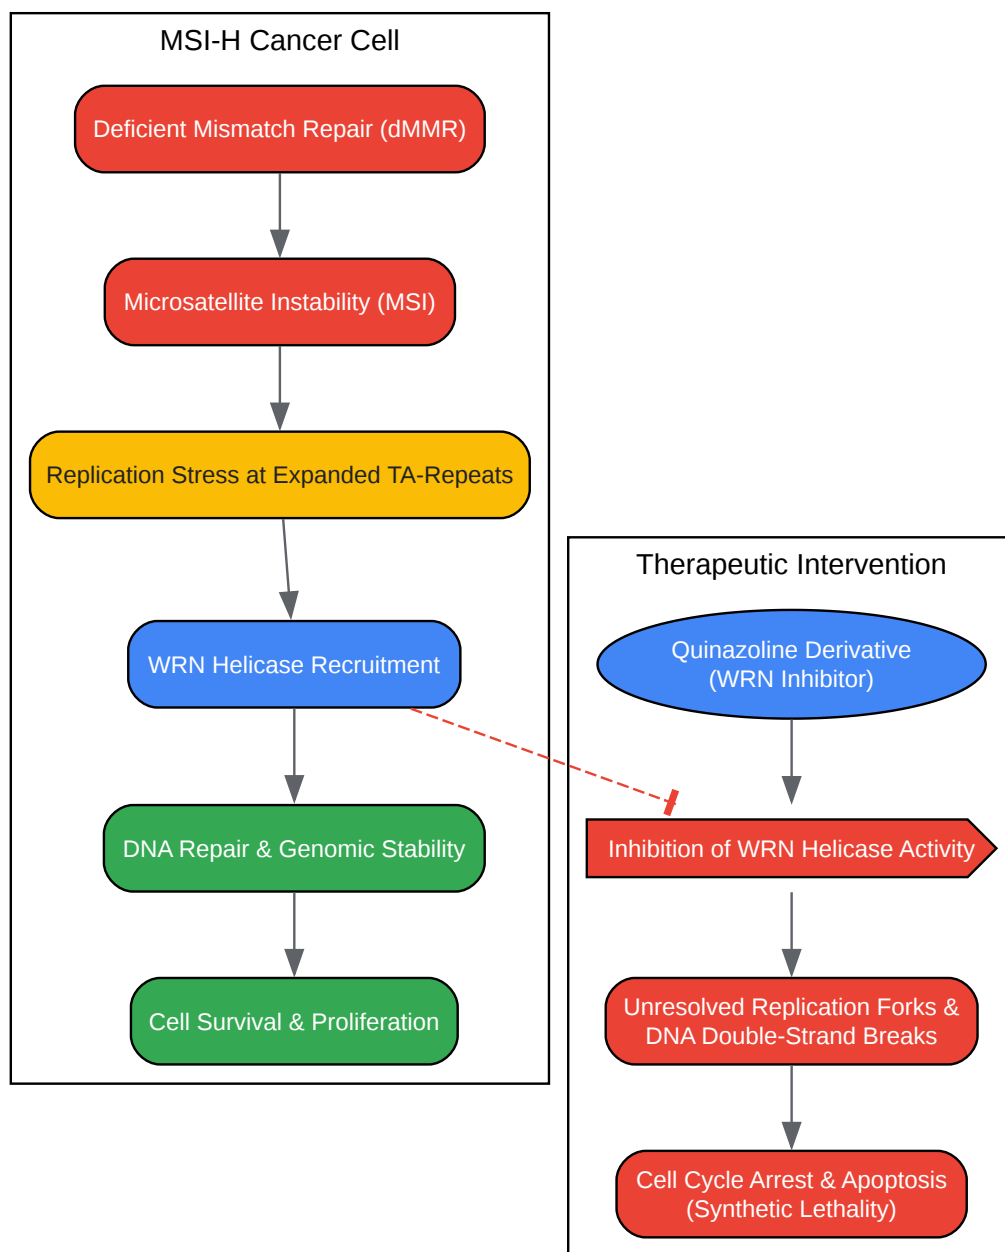 MSI-H Cancer Cell
Deficient Mismatch Repair (dMMR)
Microsatellite Instability (MSI)
Replication Stress at Expanded TA-Repeats
WRN Helicase Recruitment
DNA Repair & Genomic Stability
Cell Survival & Proliferation
Therapeutic Intervention
Quinazoline Derivative
(WRN Inhibitor)
Inhibition of WRN Helicase Activity
Unresolved Replication Forks &
DNA Double-Strand Breaks
Cell Cycle Arrest & Apoptosis
(Synthetic Lethality)